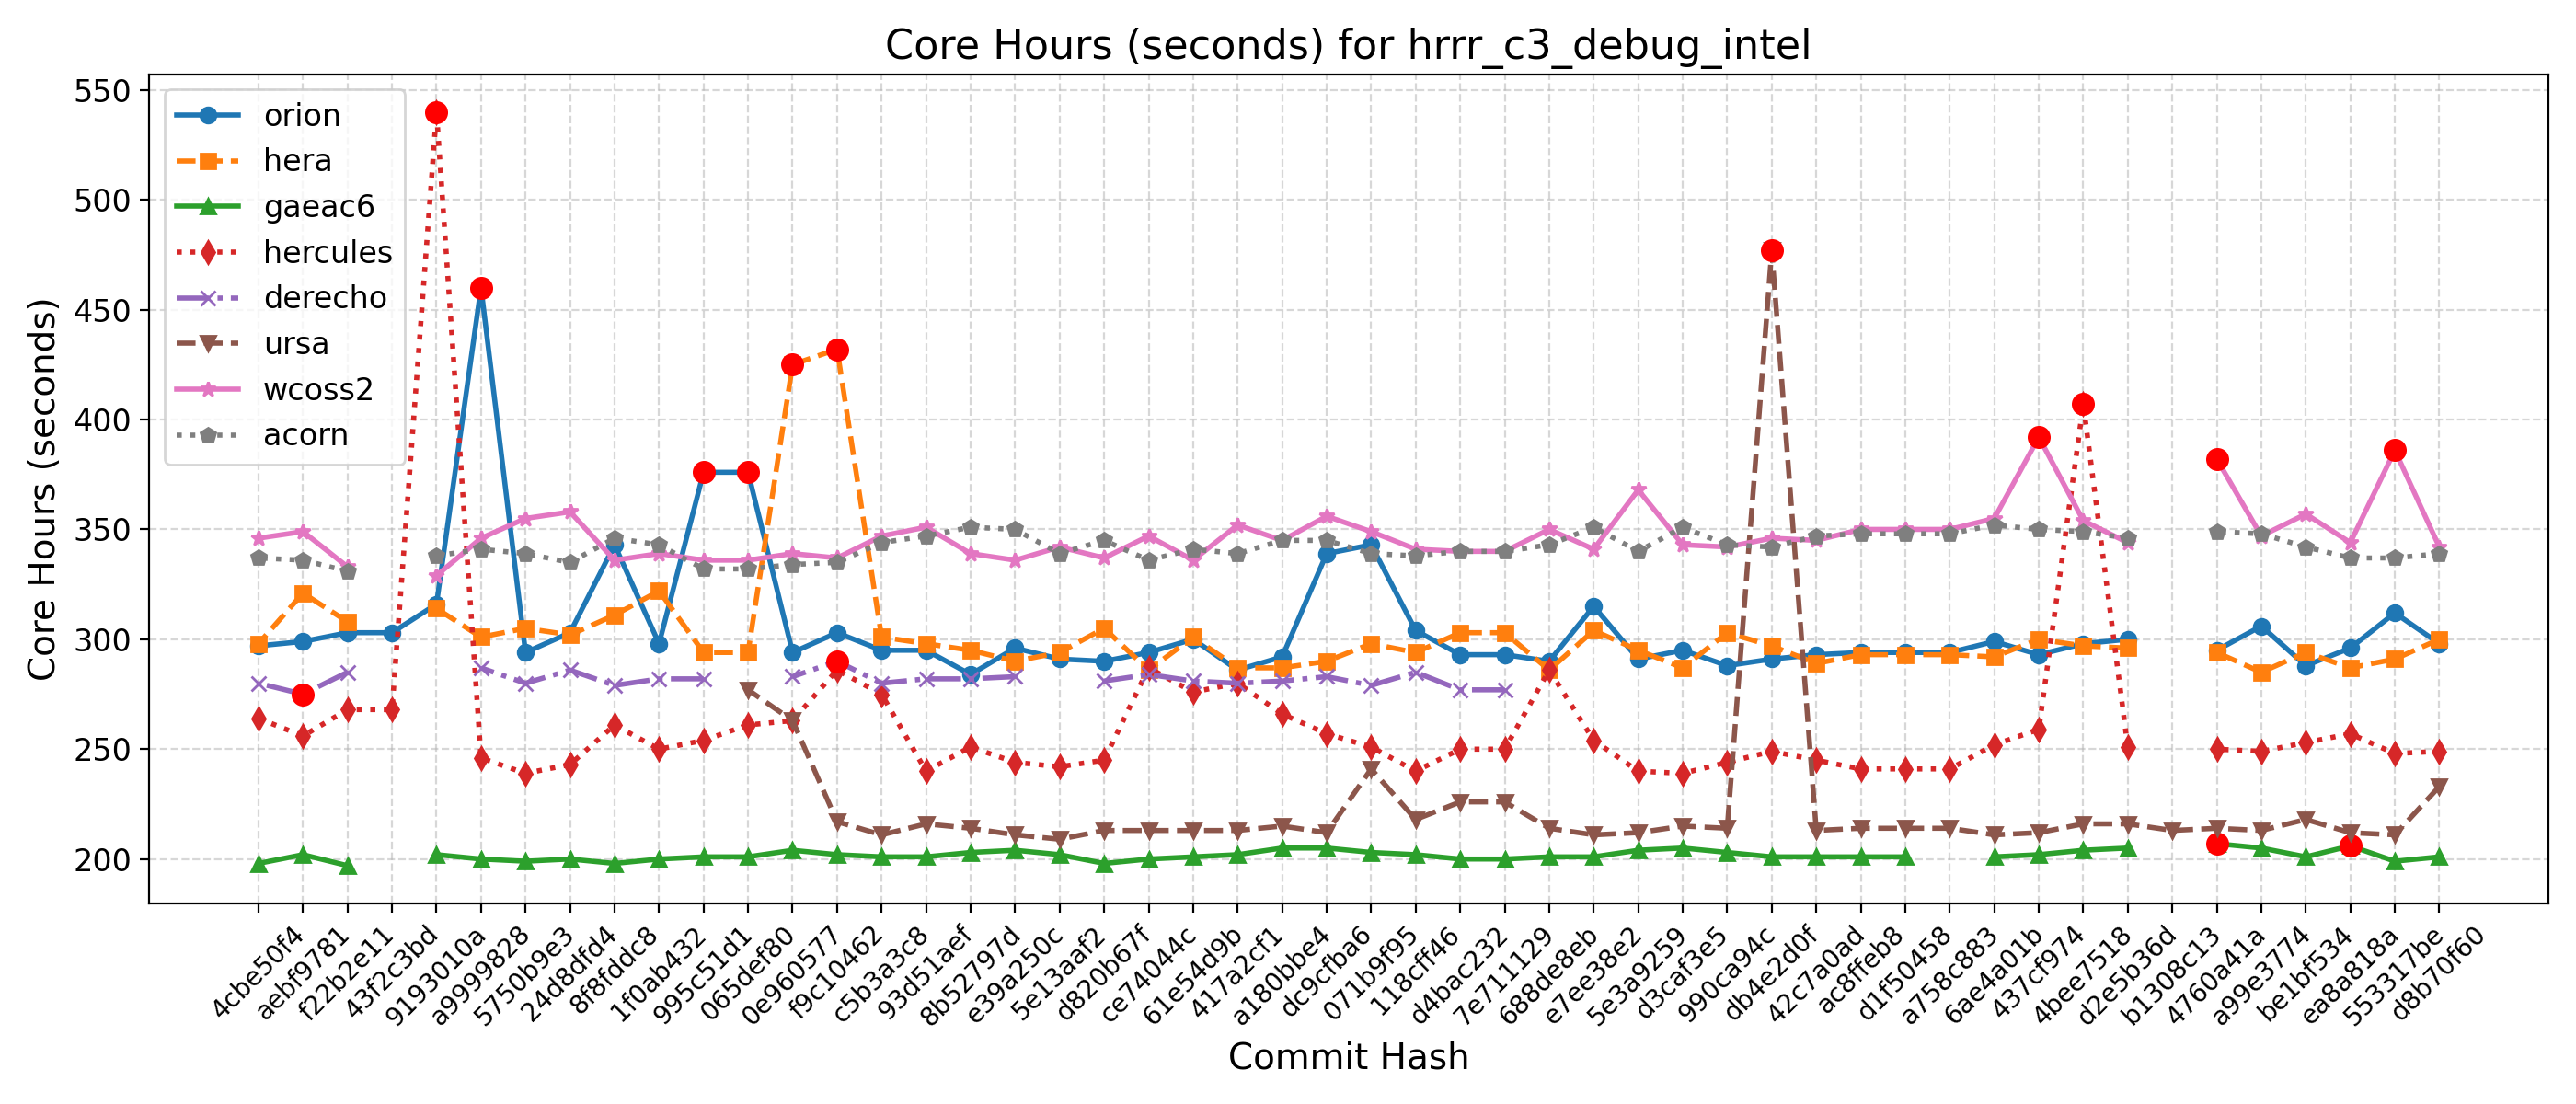 Core Hours (seconds) for hrrr_c3_debug_intel
Core Hours (seconds)
550
500
450
400
350
300
250
200
orion
hera
gaeac6
hercules
derecho
ursa
wcoss2
acorn
4cbe50f4
aebf9781
f22b2e11
43f2c3bd
9193010a
a9999828
5750b9e3
24d8dfd4
8f8fddc8
1f0ab432
995c51d1
065def80
0e960577
f9c10462
c5b3a3c8
93d51aef
8b52797d
e39a250c
5e13aaf2
d820b67f
ce74044c
61e54d9b
417a2cf1
a180bbe4
dc9cfba6
071b9f95
118cff46
d4bac232
7e711129
688de8eb
e7ee38e2
5e3a9259
d3caf3e5
990ca94c
db4e2d0f
42c7a0ad
ac8ffeb8
d1f50458
a758c883
6ae4a01b
437cf974
4bee7518
d2e5b36d
b1308c13
4760a41a
a99e3774
be1bf534
ea8a818a
553317be
d8b70f60
Commit Hash